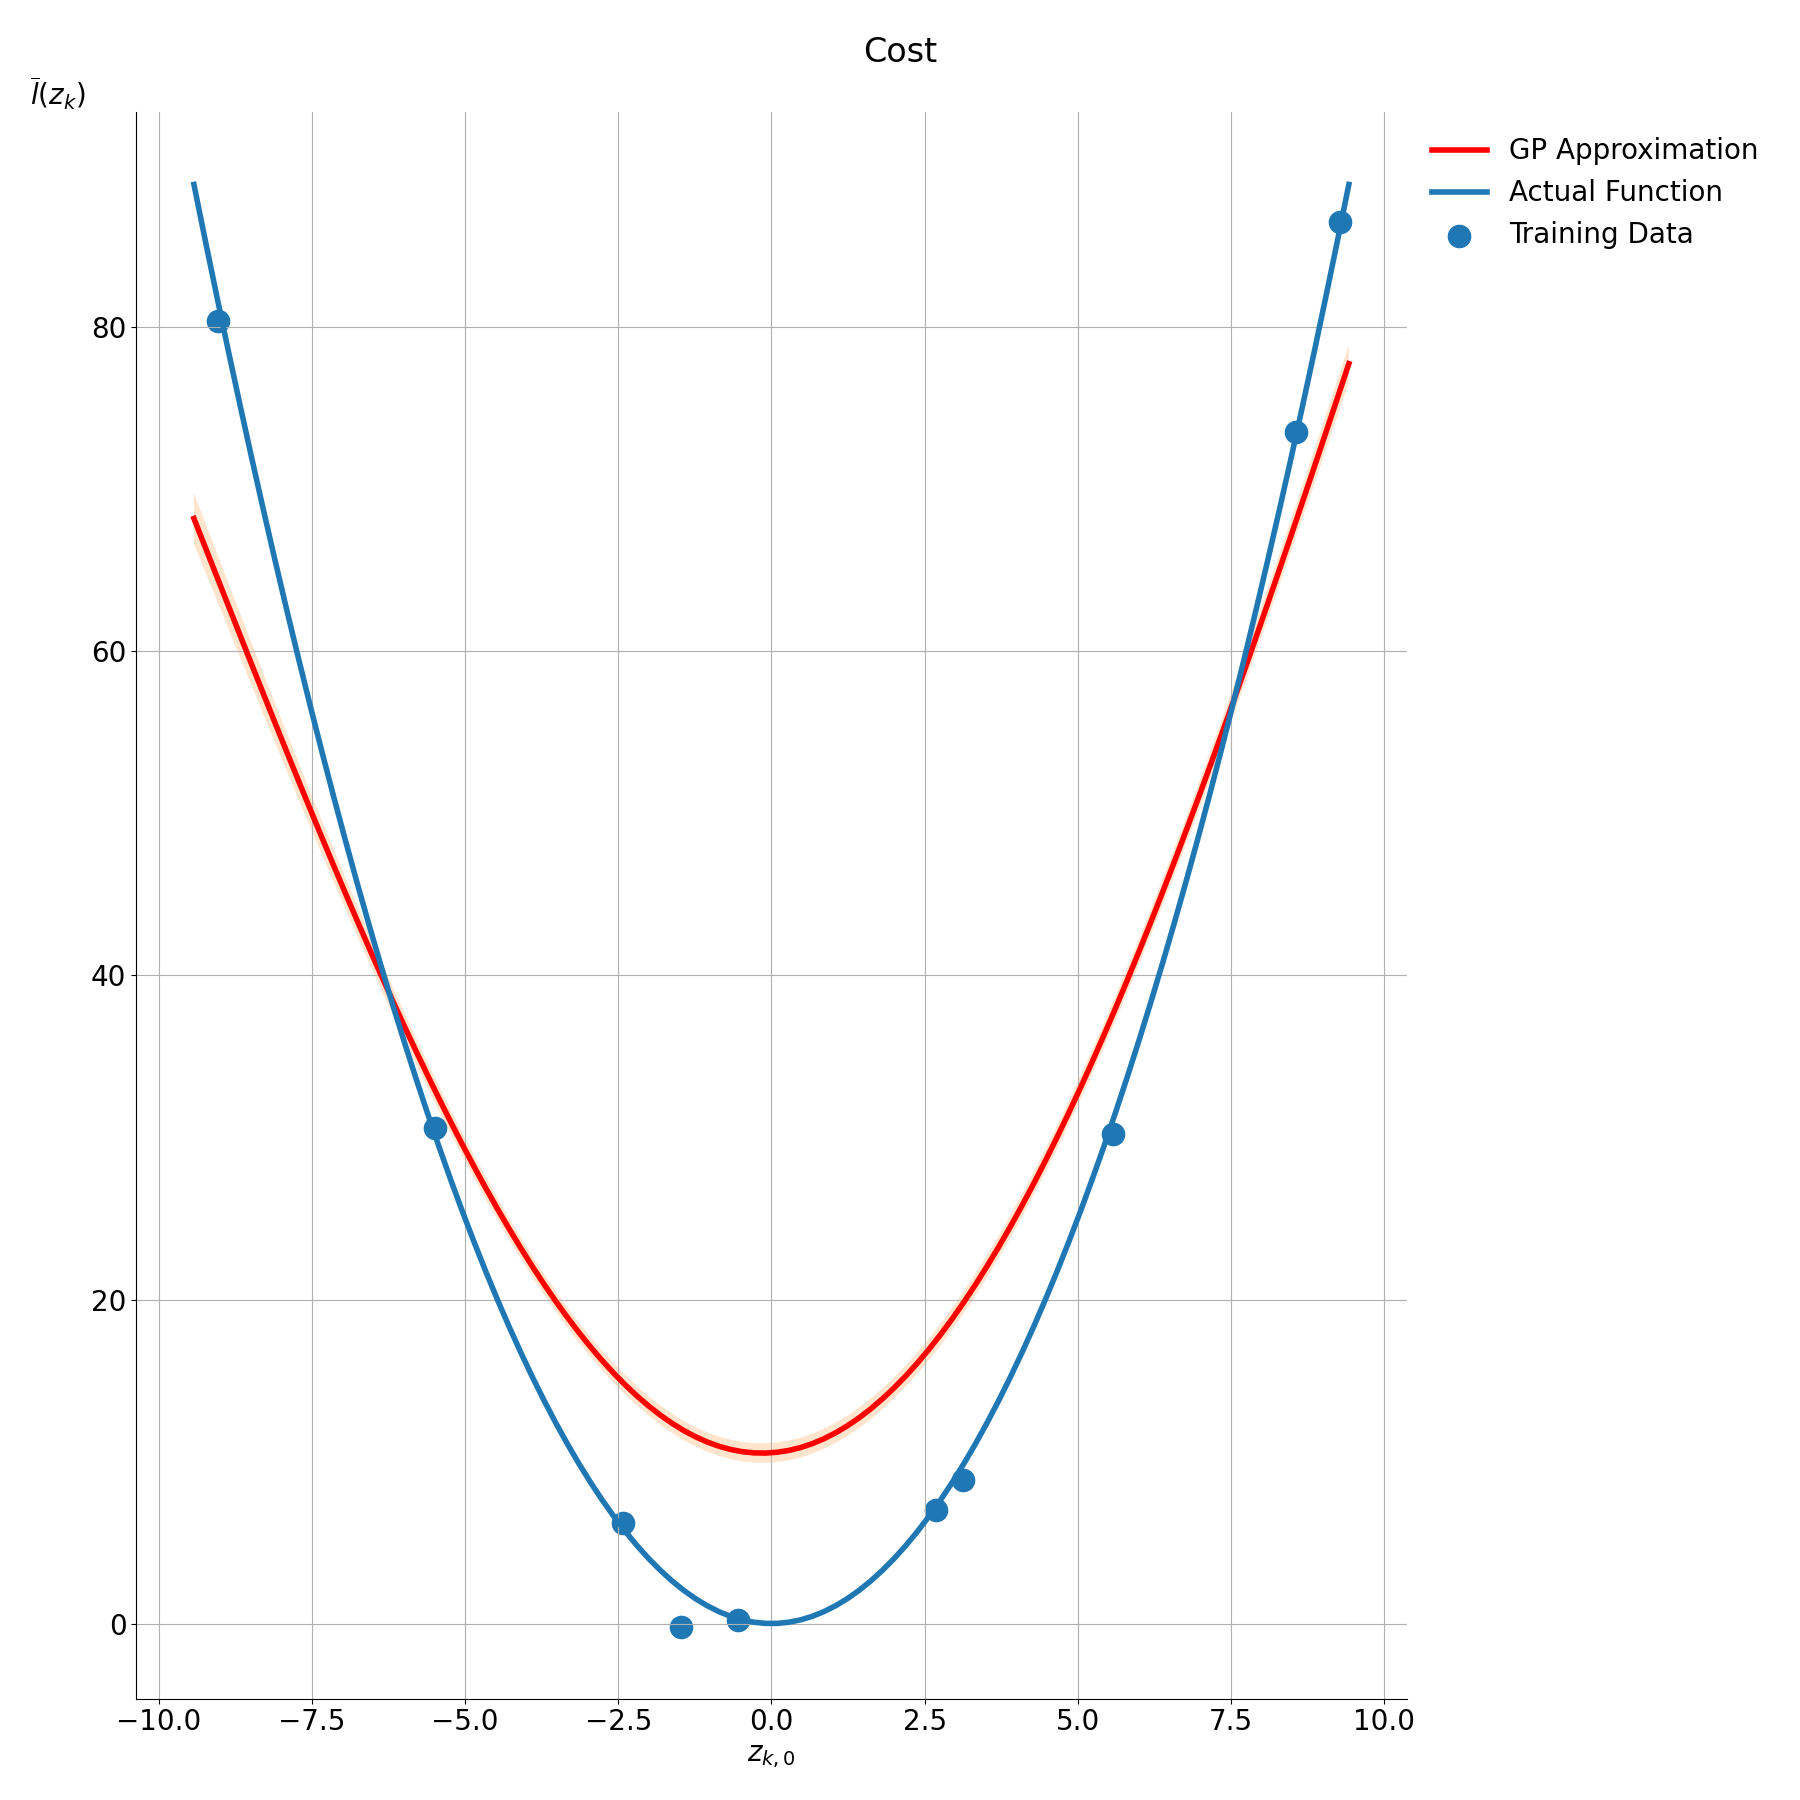 Cost
l̄(z_k)
GP Approximation
Actual Function
Training Data
80
60
40
20
0
−10.0 −7.5 −5.0 −2.5 0.0 2.5 5.0 7.5 10.0
z_{k, 0}